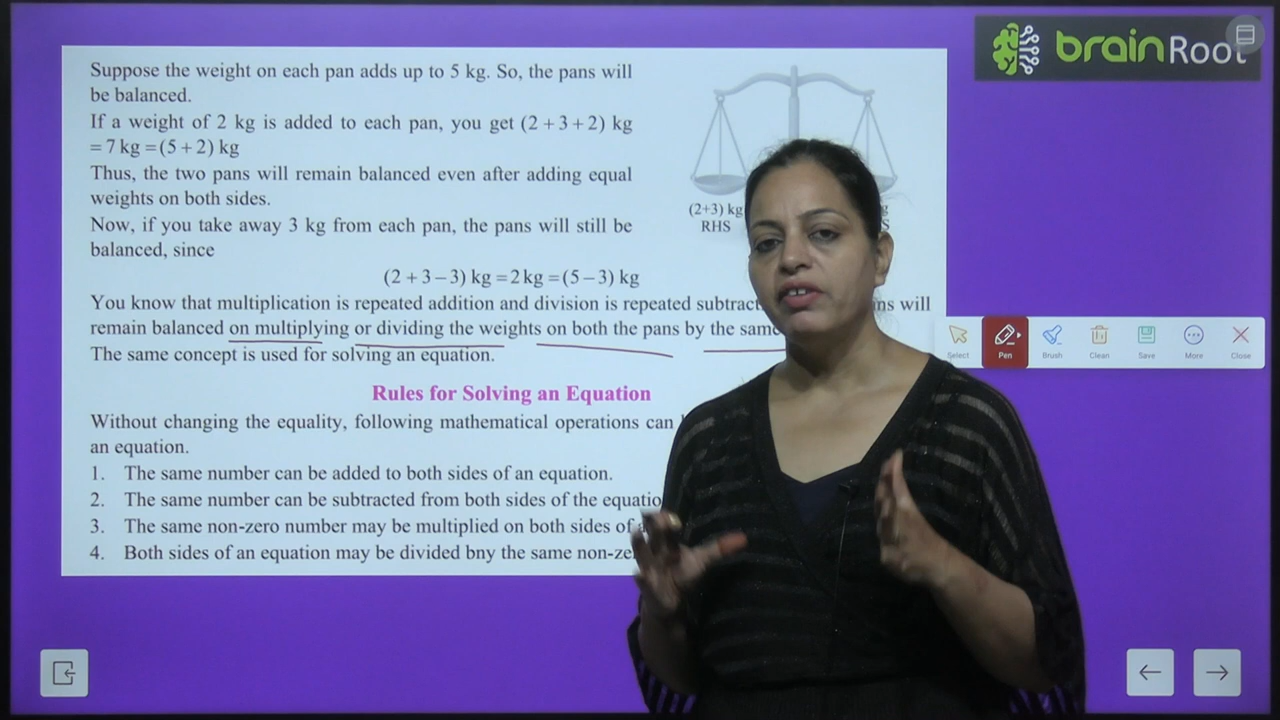 brainRoot
Suppose the weight on each pan adds up to 5 kg. So, the pans will
be balanced.
If a weight of 2 kg is added to each pan, you get (2 + 3 + 2) kg
= 7 kg = (5 + 2) kg
Thus, the two pans will remain balanced even after adding equal
weights on both sides.
Now, if you take away 3 kg from each pan, the pans will still be
balanced, since
(2+3) kg
RHS
(2 + 3 – 3) kg = 2 kg = (5 – 3) kg
You know that multiplication is repeated addition and division is repeated will
remain balanced on multiplying or dividing the weights on both the pans by the same
The same concept is used for solving an equation.
Select Pen Brush Clean Save More Close
Rules for Solving an Equation
Without changing the equality, following mathematical operations can
an equation.
1. The same number can be added to both sides of an equation.
2. The same number can be subtracted from both sides of the
3. The same non-zero number may be multiplied on both sides of
4. Both sides of an equation may be divided bny the same